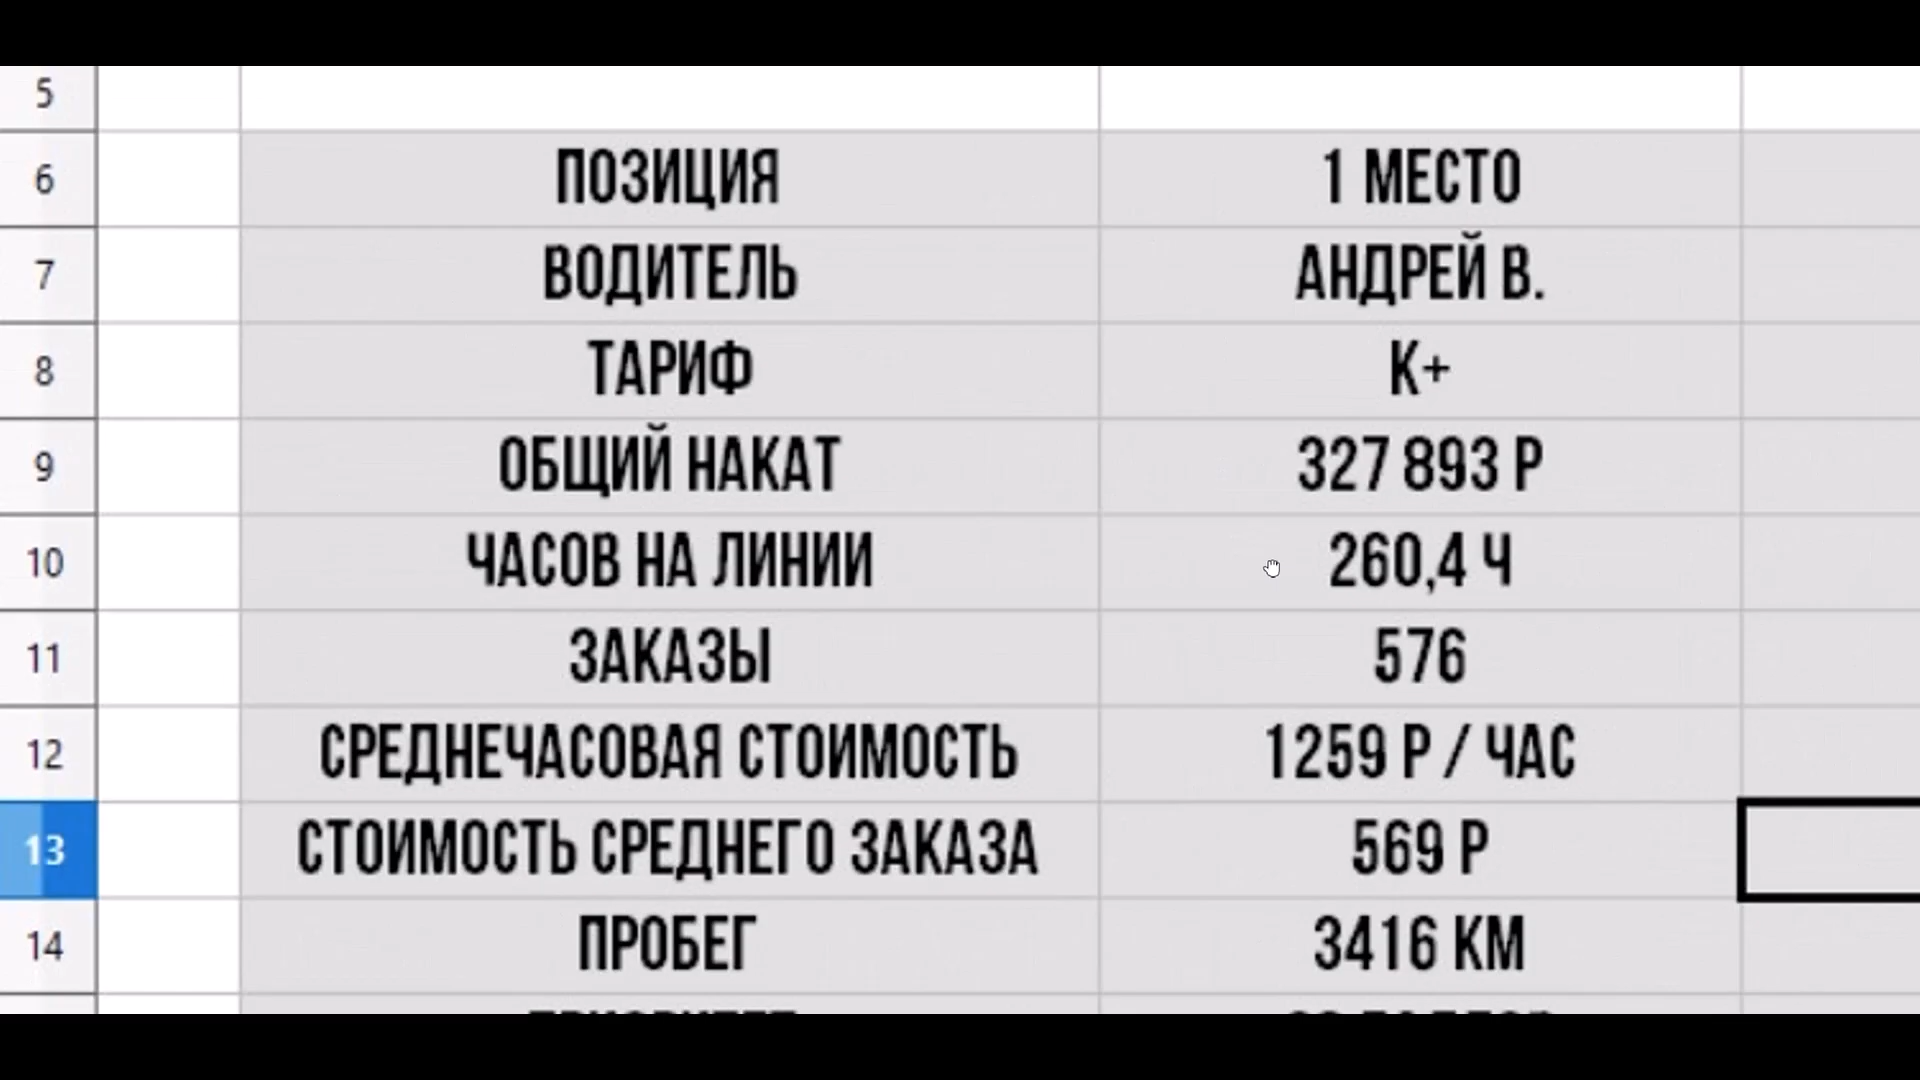 5
6 ПОЗИЦИЯ 1 МЕСТО
7 ВОДИТЕЛЬ АНДРЕЙ В.
8 ТАРИФ К+
9 ОБЩИЙ НАКАТ 327 893 Р
10 ЧАСОВ НА ЛИНИИ 260,4 Ч
11 ЗАКАЗЫ 576
12 СРЕДНЕЧАСОВАЯ СТОИМОСТЬ 1259 Р / ЧАС
13 СТОИМОСТЬ СРЕДНЕГО ЗАКАЗА 569 Р
14 ПРОБЕГ 3416 КМ